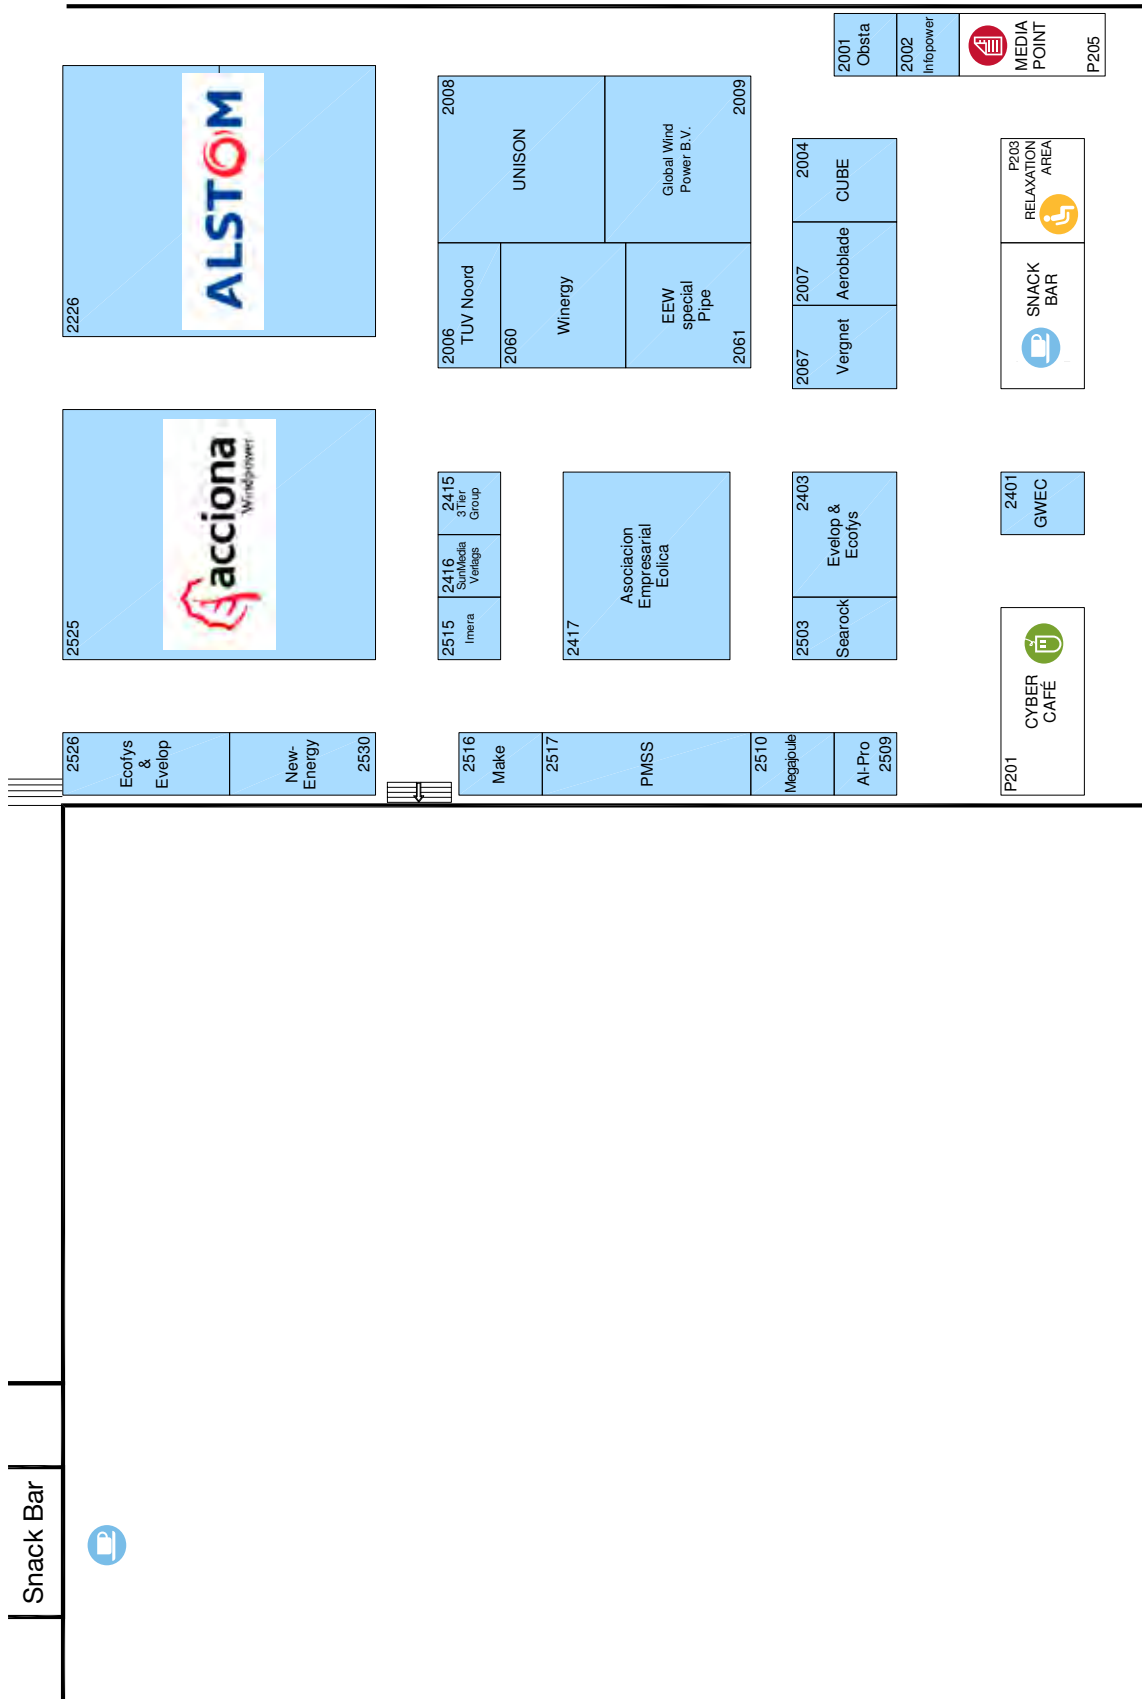 2001
Obsta
2002
Infopower
MEDIA
POINT
P205
2226
ALSTOM
2008
UNISON
Global Wind
Power B.V.
2009
2006
TUV Noord
2060
Winergy
EEW
special
Pipe
2061
2004
CUBE
2007
Aeroblade
2067
Vergnet
P203
RELAXATION
AREA
SNACK
BAR
2525
acciona
Windpower
2415
3Tier
Group
2416
SunMedia
Verlags
2515
Imera
2417
Asociacion
Empresarial
Eolica
2403
Evelop &
Ecofys
2503
Searock
2401
GWEC
P201
CYBER
CAFÉ
2526
Ecofys
&
Evelop
New-
Energy
2530
2516
Make
2517
PMSS
2510
Megajoule
Al-Pro
2509
Snack Bar